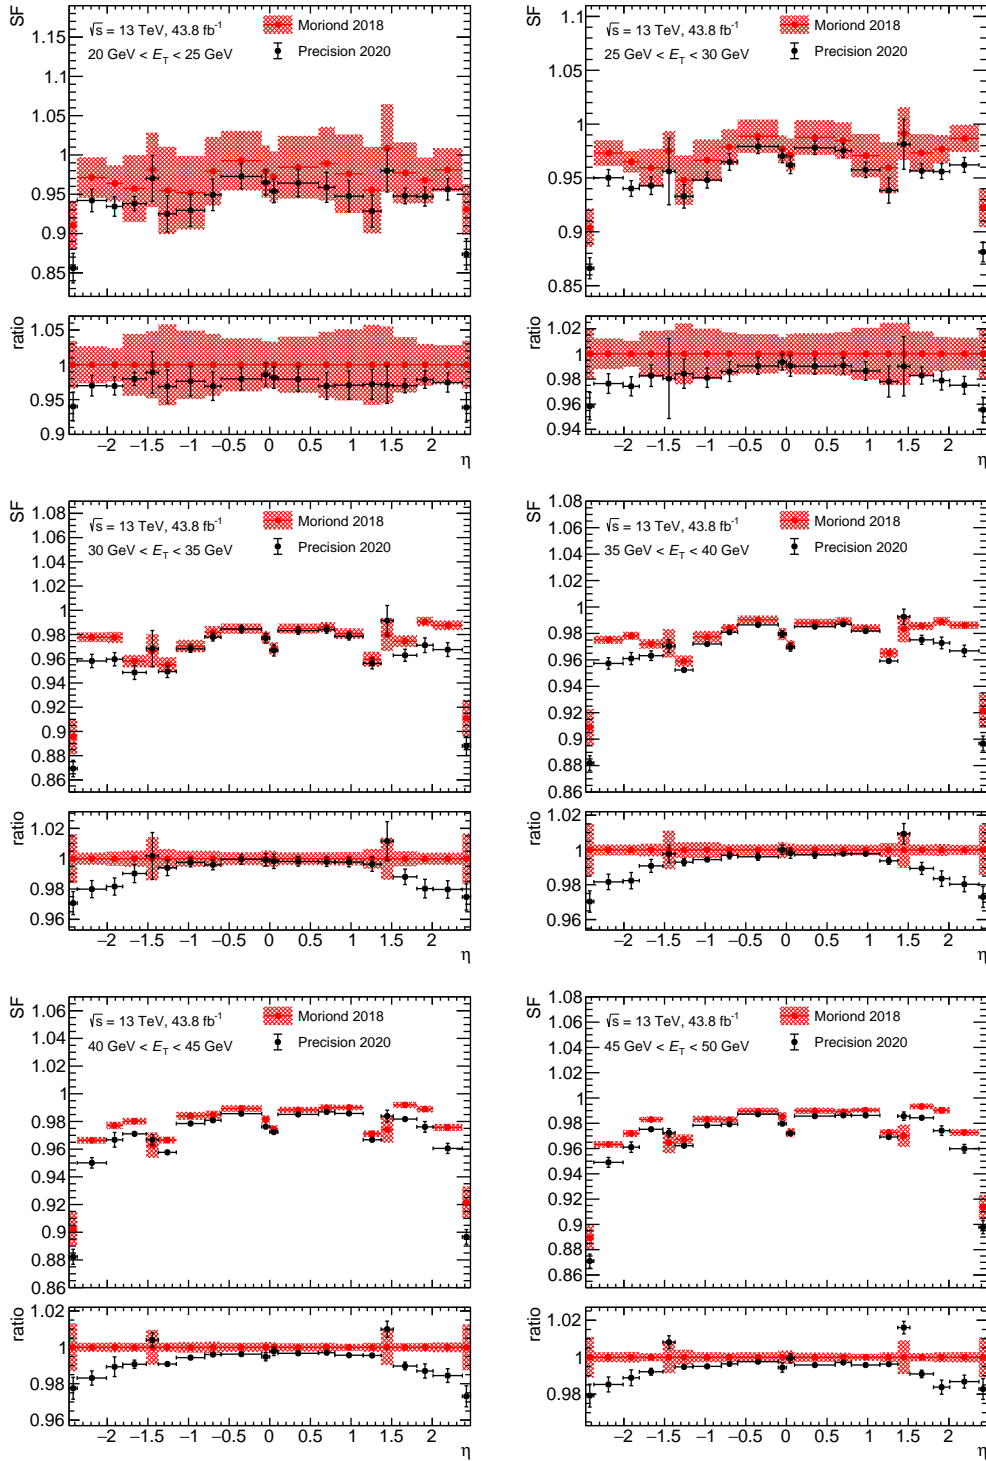 SF
1.15
1.1
1.05
1
0.95
0.9
0.85
√s = 13 TeV, 43.8 fb⁻¹
20 GeV < E_T < 25 GeV
Moriond 2018
Precision 2020
ratio
1.05
1
0.95
0.9
−2 −1.5 −1 −0.5 0 0.5 1 1.5 2
η
SF
1.1
1.05
1
0.95
0.9
0.85
√s = 13 TeV, 43.8 fb⁻¹
25 GeV < E_T < 30 GeV
Moriond 2018
Precision 2020
ratio
1.02
1
0.98
0.96
0.94
−2 −1.5 −1 −0.5 0 0.5 1 1.5 2
η
SF
1.08
1.06
1.04
1.02
1
0.98
0.96
0.94
0.92
0.9
0.88
0.86
√s = 13 TeV, 43.8 fb⁻¹
30 GeV < E_T < 35 GeV
Moriond 2018
Precision 2020
ratio
1.02
1
0.98
0.96
−2 −1.5 −1 −0.5 0 0.5 1 1.5 2
η
SF
1.08
1.06
1.04
1.02
1
0.98
0.96
0.94
0.92
0.9
0.88
0.86
√s = 13 TeV, 43.8 fb⁻¹
35 GeV < E_T < 40 GeV
Moriond 2018
Precision 2020
ratio
1.02
1
0.98
0.96
−2 −1.5 −1 −0.5 0 0.5 1 1.5 2
η
SF
1.06
1.04
1.02
1
0.98
0.96
0.94
0.92
0.9
0.88
0.86
√s = 13 TeV, 43.8 fb⁻¹
40 GeV < E_T < 45 GeV
Moriond 2018
Precision 2020
ratio
1.02
1
0.98
0.96
−2 −1.5 −1 −0.5 0 0.5 1 1.5 2
η
SF
1.08
1.06
1.04
1.02
1
0.98
0.96
0.94
0.92
0.9
0.88
0.86
√s = 13 TeV, 43.8 fb⁻¹
45 GeV < E_T < 50 GeV
Moriond 2018
Precision 2020
ratio
1.02
1
0.98
−2 −1.5 −1 −0.5 0 0.5 1 1.5 2
η